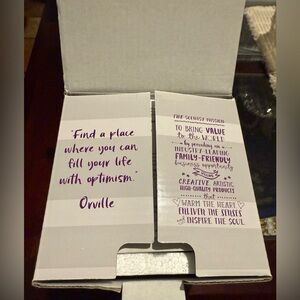 "Find a place
where you can
fill your life
with optimism."
Orville
THE SCENTSY MISSION
TO BRING VALUE
to the WORLD
by providing an
INDUSTRY-LEADING,
FAMILY-FRIENDLY
business opportunity
CREATIVE, ARTISTIC,
HIGH-QUALITY PRODUCTS
that
WARM THE HEART,
ENLIVEN THE SENSES
and INSPIRE THE SOUL